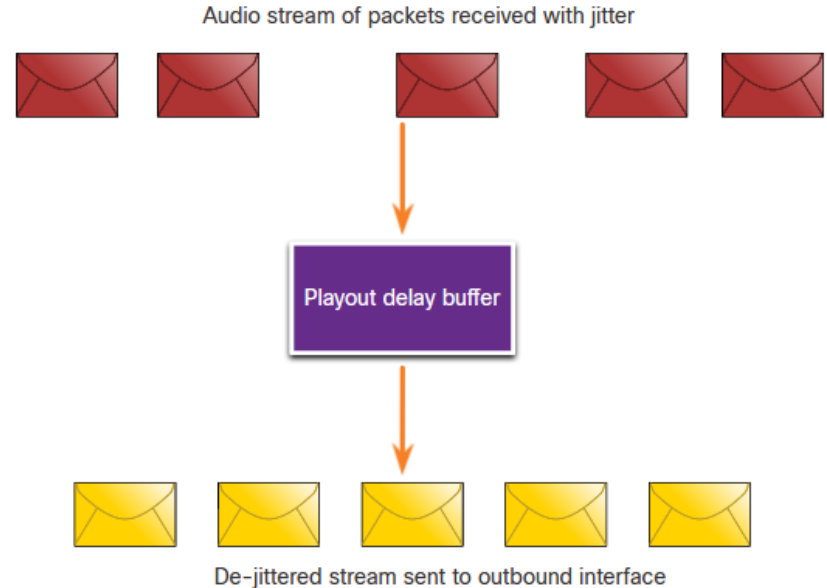 Audio stream of packets received with jitter
Playout delay buffer
De-jittered stream sent to outbound interface